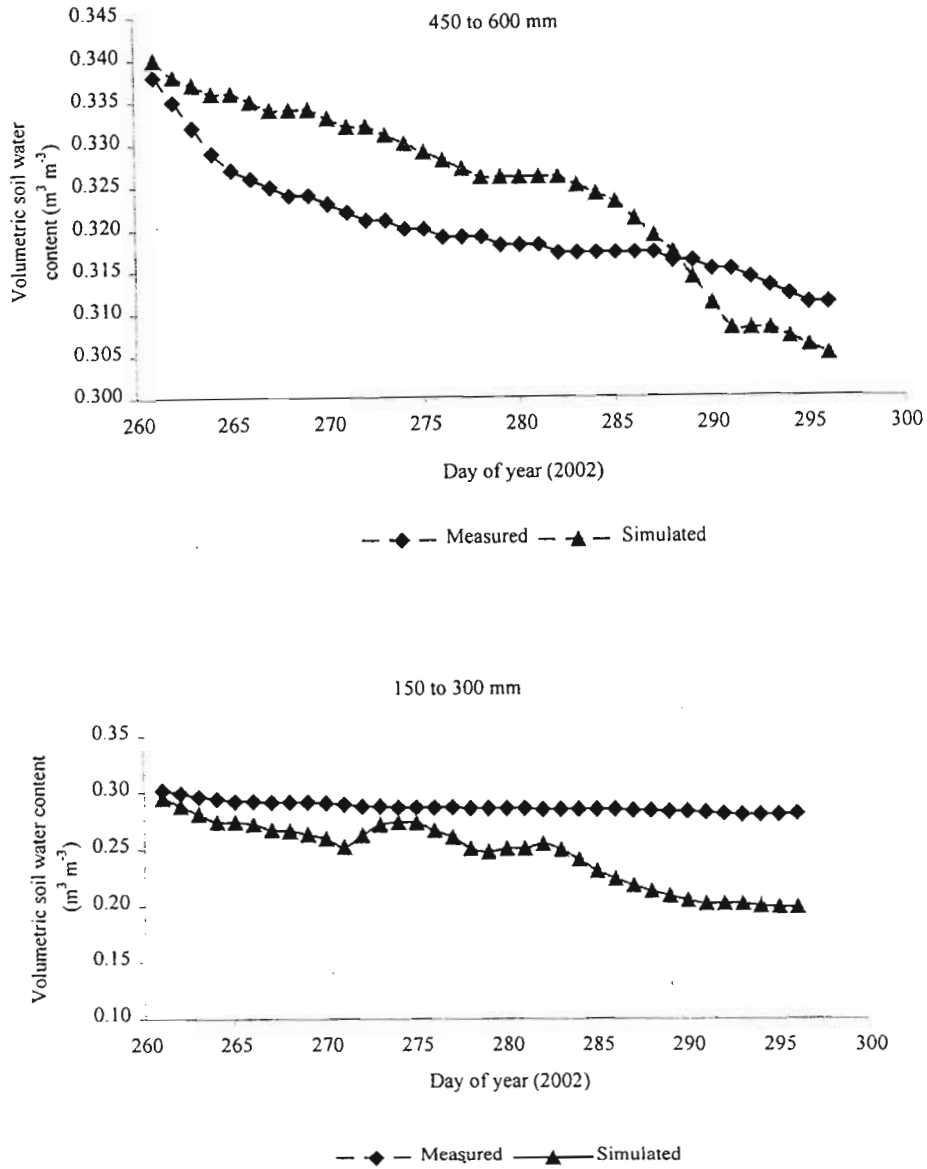 450 to 600 mm
0.345
0.340
0.335
0.330
0.325
0.320
0.315
0.310
0.305
0.300
Volumetric soil water
content (m³ m⁻³)
260 265 270 275 280 285 290 295 300
Day of year (2002)
Measured Simulated
150 to 300 mm
0.35
0.30
0.25
0.20
0.15
0.10
Volumetric soil water content
(m³ m⁻³)
260 265 270 275 280 285 290 295 300
Day of year (2002)
Measured Simulated